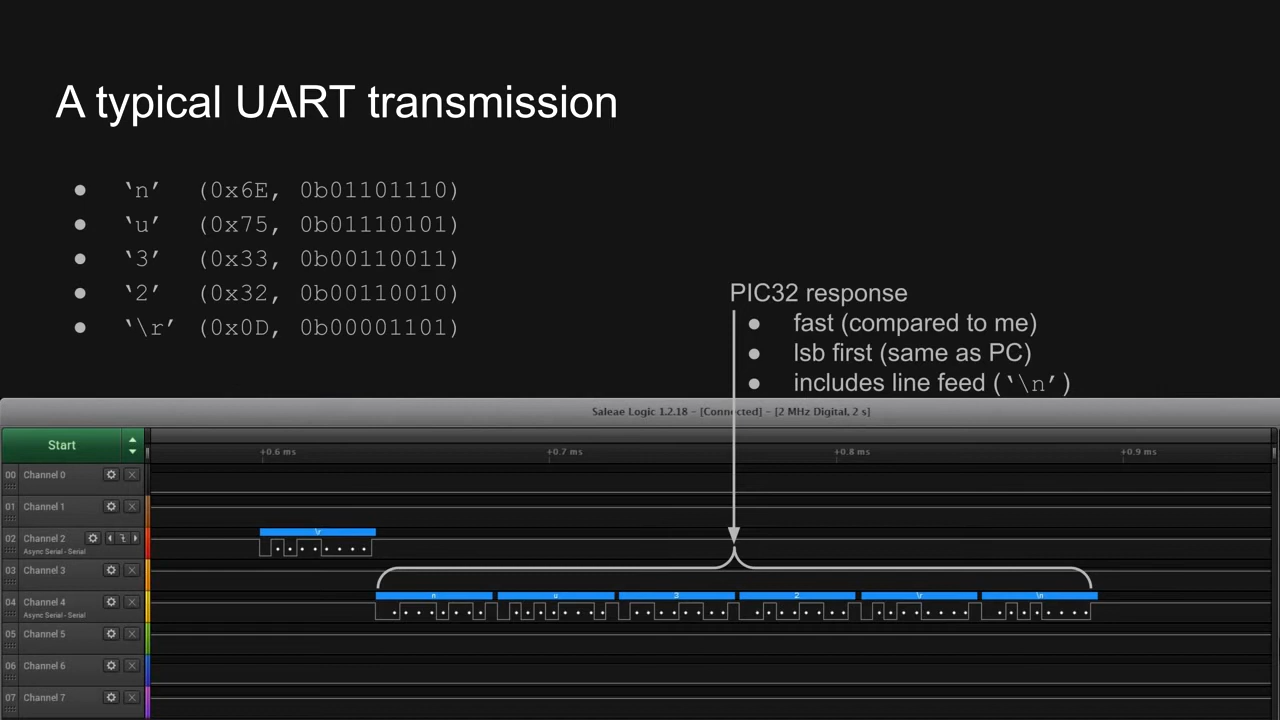 A typical UART transmission
● ‘n’ (0x6E, 0b01101110)
● ‘u’ (0x75, 0b01110101)
● ‘3’ (0x33, 0b00110011)
● ‘2’ (0x32, 0b00110010)
● ‘\r’ (0x0D, 0b00001101)
PIC32 response
● fast (compared to me)
● lsb first (same as PC)
● includes line feed (‘\n’)
Saleae Logic 1.2.18 - [Connected] - [2 MHz Digital, 2 s]
Start
+0.6 ms +0.7 ms +0.8 ms +0.9 ms
00 Channel 0
01 Channel 1
02 Channel 2
Async Serial - Serial
\r
03 Channel 3
04 Channel 4
Async Serial - Serial
n u 3 2 \r \n
05 Channel 5
06 Channel 6
07 Channel 7